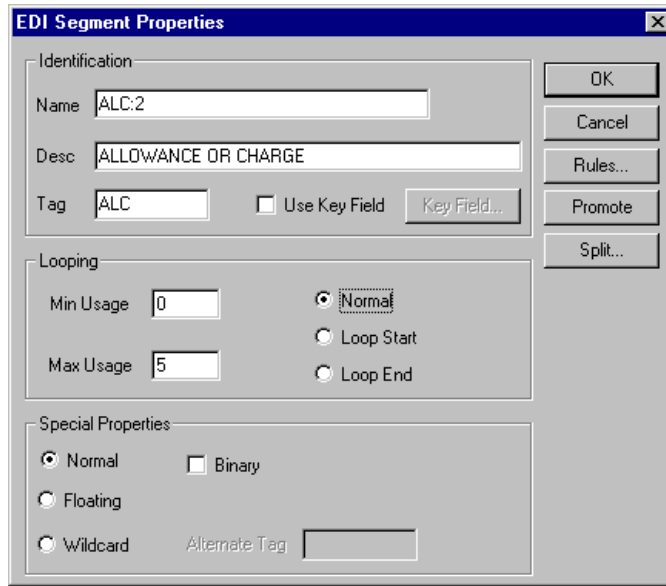 EDI Segment Properties
Identification
Name ALC:2
Desc ALLOWANCE OR CHARGE
Tag ALC Use Key Field Key Field...
OK
Cancel
Rules...
Promote
Split...
Looping
Min Usage 0 Normal
Loop Start
Max Usage 5
Loop End
Special Properties
Normal Binary
Floating
Wildcard Alternate Tag